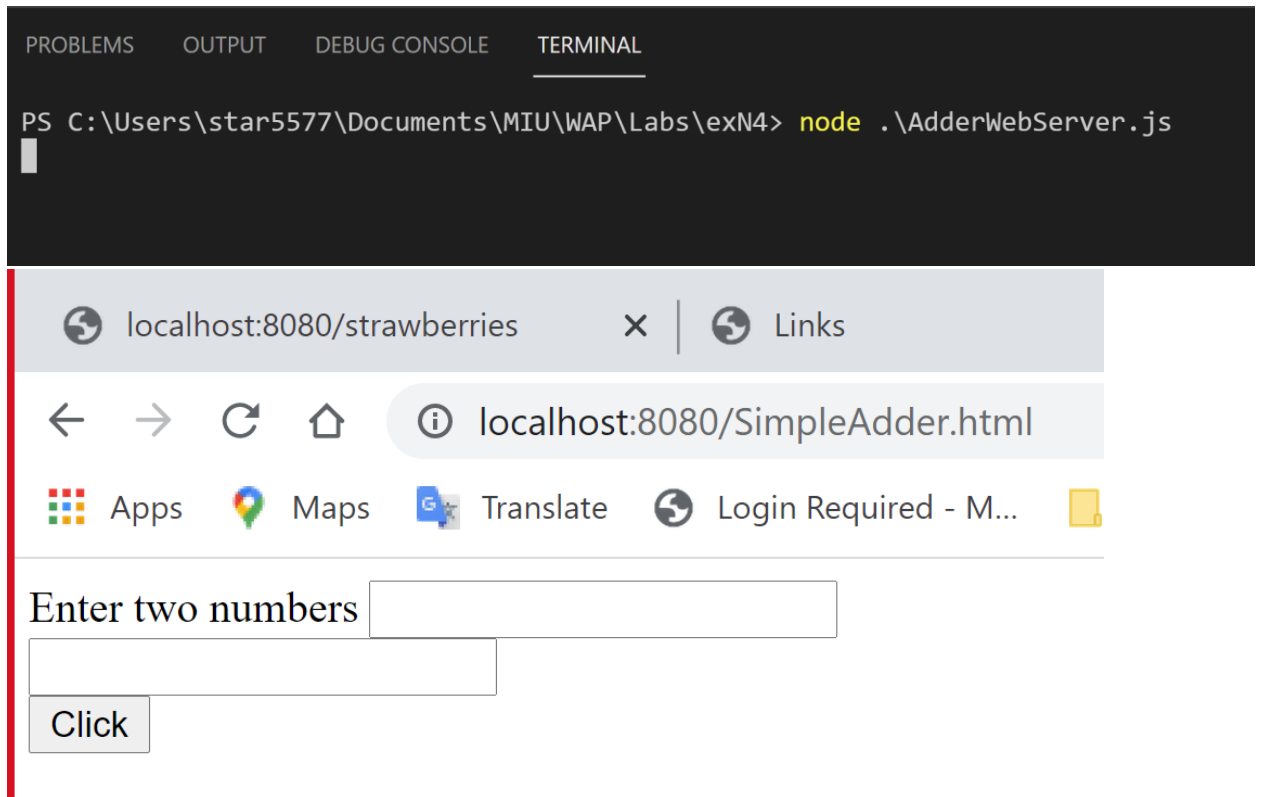 PROBLEMS OUTPUT DEBUG CONSOLE TERMINAL
PS C:\Users\star5577\Documents\MIU\WAP\Labs\exN4> node .\AdderWebServer.js
localhost:8080/strawberries Links
localhost:8080/SimpleAdder.html
Apps Maps Translate Login Required - M...
Enter two numbers
Click